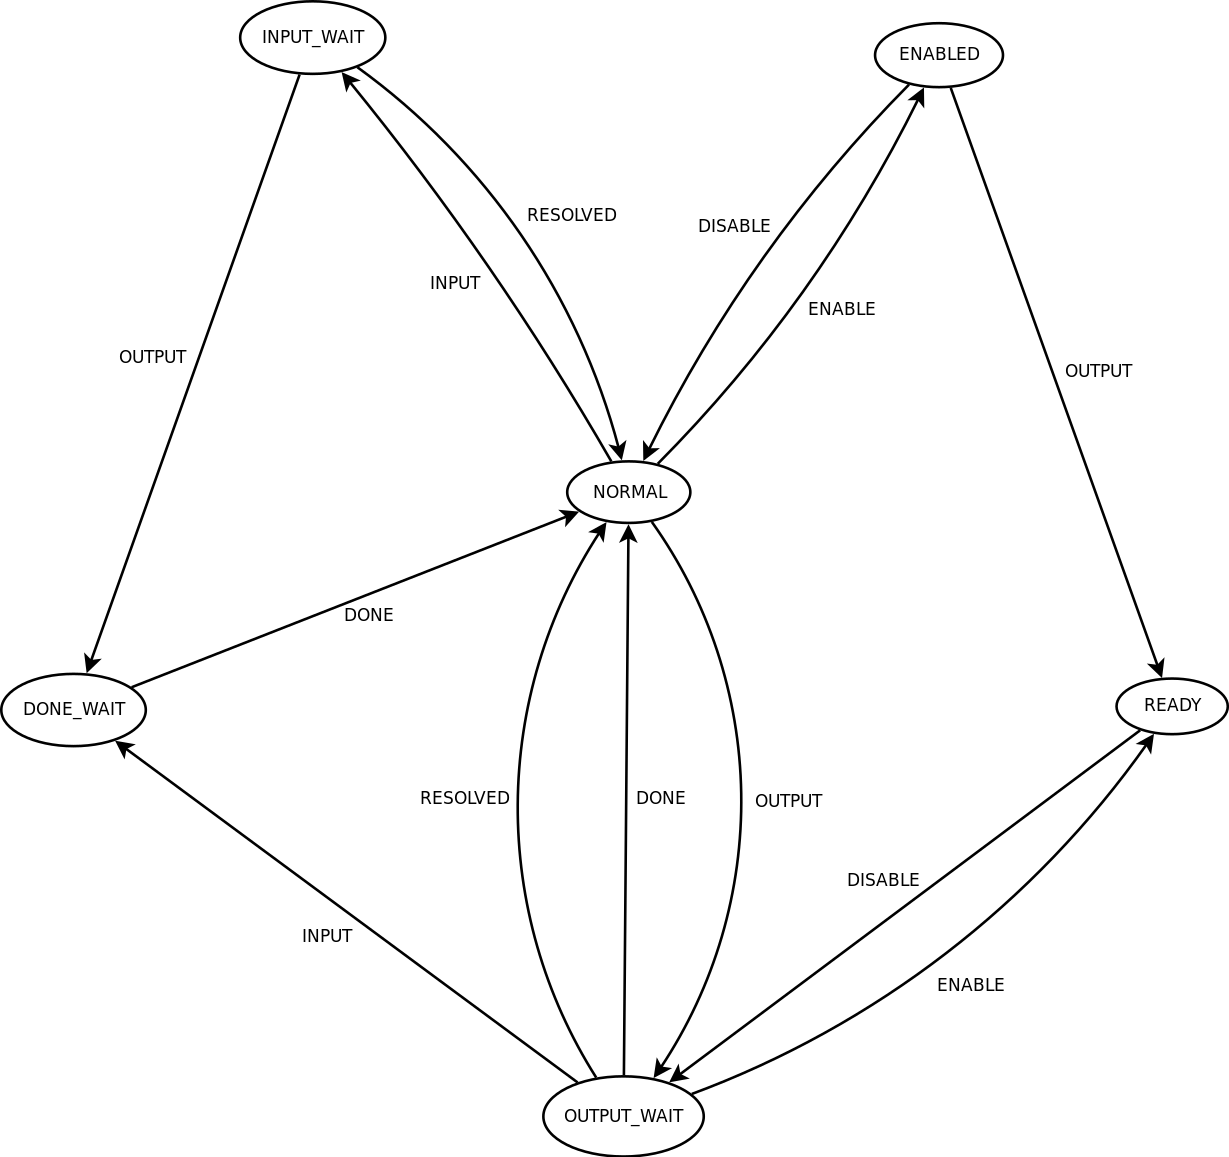 INPUT_WAIT
ENABLED
RESOLVED
DISABLE
INPUT
ENABLE
OUTPUT
OUTPUT
NORMAL
DONE
DONE_WAIT
READY
RESOLVED
DONE
OUTPUT
DISABLE
INPUT
ENABLE
OUTPUT_WAIT